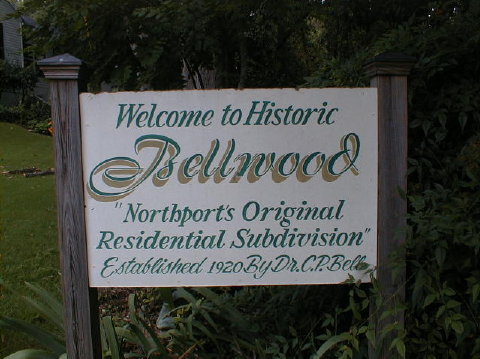 Welcome to Historic
Bellwood
"Northport's Original
Residential Subdivision"
Established 1920 By Dr. C.P. Bell